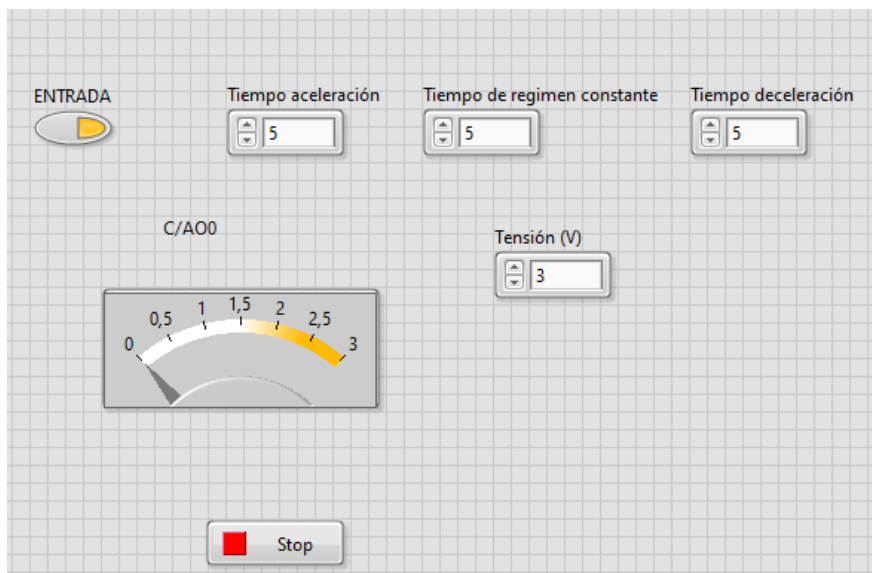 ENTRADA
Tiempo aceleración
Tiempo de regimen constante
Tiempo deceleración
5
5
5
C/AO0
Tensión (V)
3
0
0,5
1
1,5
2
2,5
3
Stop